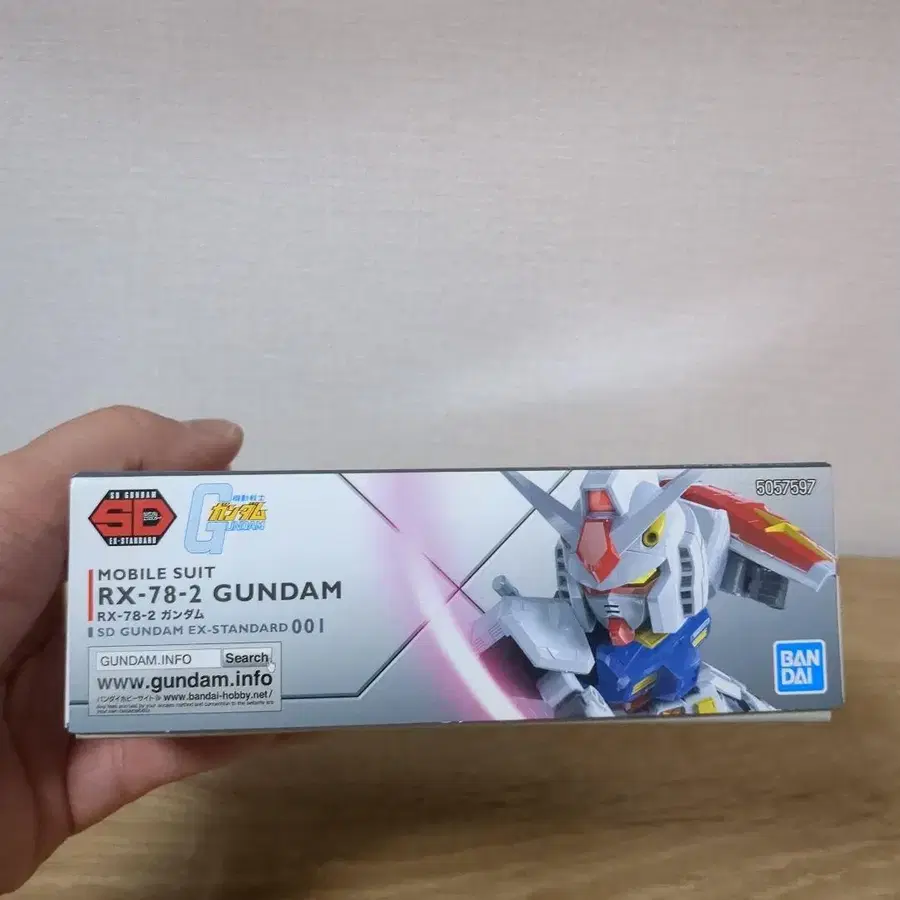 SD GUNDAM
SD
EX-STANDARD
機動戦士
ガンダム
GUNDAM
5057597
MOBILE SUIT
RX-78-2 GUNDAM
RX-78-2 ガンダム
SD GUNDAM EX-STANDARD 001
GUNDAM.INFO Search
www.gundam.info
バンダイホビーサイト www.bandai-hobby.net/
BAN
DAI